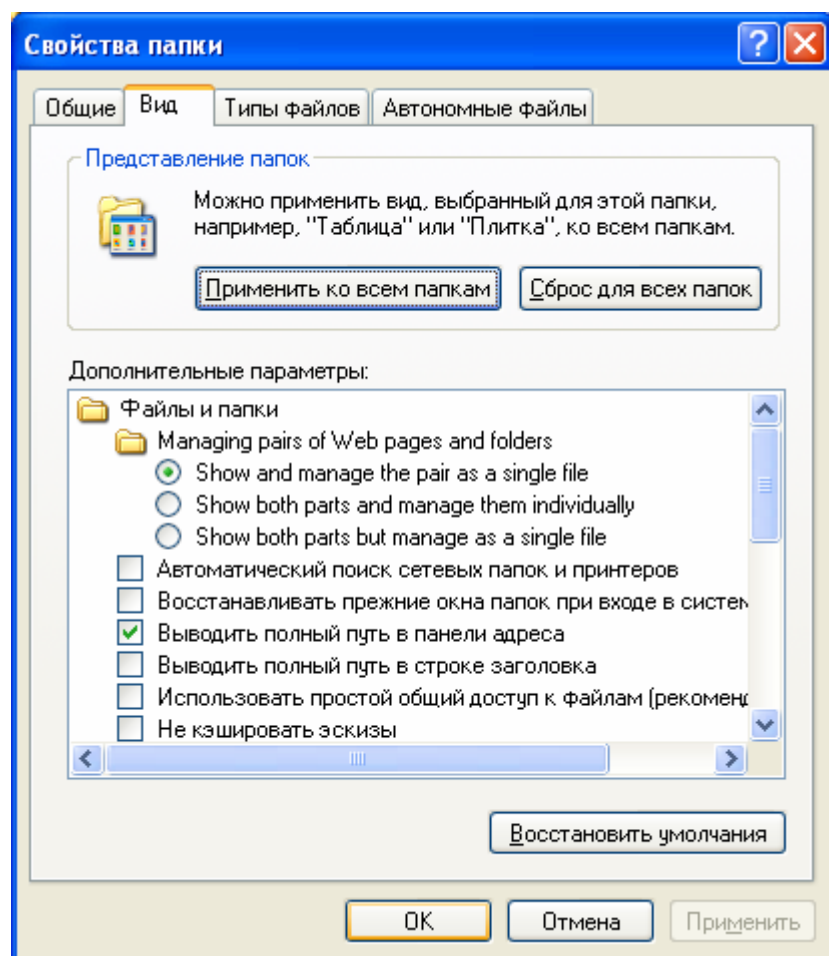 Свойства папки
Общие Вид Типы файлов Автономные файлы
Представление папок
Можно применить вид, выбранный для этой папки,
например, "Таблица" или "Плитка", ко всем папкам.
Применить ко всем папкам Сброс для всех папок
Дополнительные параметры:
Файлы и папки
Managing pairs of Web pages and folders
Show and manage the pair as a single file
Show both parts and manage them individually
Show both parts but manage as a single file
Автоматический поиск сетевых папок и принтеров
Восстанавливать прежние окна папок при входе в систем
Выводить полный путь в панели адреса
Выводить полный путь в строке заголовка
Использовать простой общий доступ к файлам (рекоменд
Не кэшировать эскизы
Восстановить умолчания
OK Отмена Применить